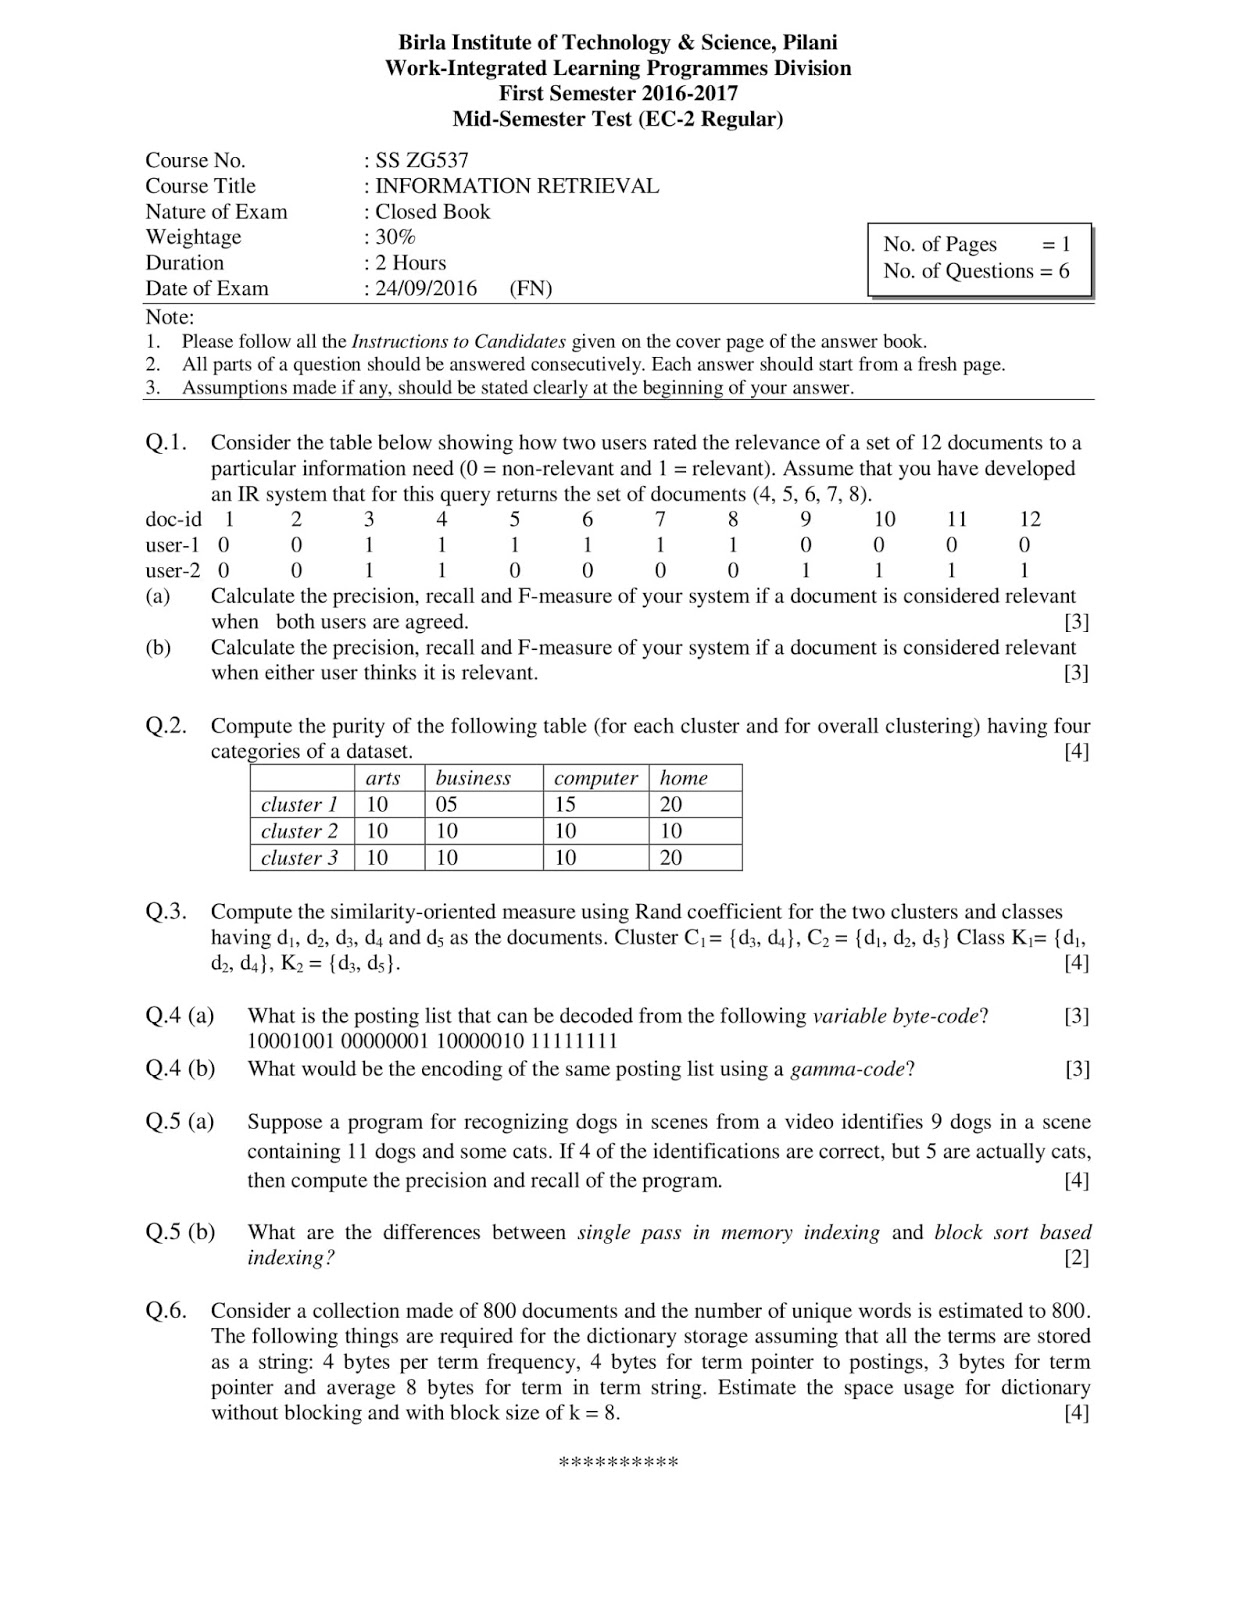 Birla Institute of Technology & Science, Pilani
Work-Integrated Learning Programmes Division
First Semester 2016-2017
Mid-Semester Test (EC-2 Regular)
Course No. : SS ZG537
Course Title : INFORMATION RETRIEVAL
Nature of Exam : Closed Book
Weightage : 30%
Duration : 2 Hours
Date of Exam : 24/09/2016 (FN)
No. of Pages = 1
No. of Questions = 6
Note:
1. Please follow all the Instructions to Candidates given on the cover page of the answer book.
2. All parts of a question should be answered consecutively. Each answer should start from a fresh page.
3. Assumptions made if any, should be stated clearly at the beginning of your answer.
Q.1. Consider the table below showing how two users rated the relevance of a set of 12 documents to a
particular information need (0 = non-relevant and 1 = relevant). Assume that you have developed
an IR system that for this query returns the set of documents (4, 5, 6, 7, 8).
doc-id 1 2 3 4 5 6 7 8 9 10 11 12
user-1 0 0 1 1 1 1 1 1 0 0 0 0
user-2 0 0 1 1 0 0 0 0 1 1 1 1
(a) Calculate the precision, recall and F-measure of your system if a document is considered relevant
when both users are agreed. [3]
(b) Calculate the precision, recall and F-measure of your system if a document is considered relevant
when either user thinks it is relevant. [3]
Q.2. Compute the purity of the following table (for each cluster and for overall clustering) having four
categories of a dataset. [4]
arts business computer home
cluster 1 10 05 15 20
cluster 2 10 10 10 10
cluster 3 10 10 10 20
Q.3. Compute the similarity-oriented measure using Rand coefficient for the two clusters and classes
having d₁, d₂, d₃, d₄ and d₅ as the documents. Cluster C₁= {d₃, d₄}, C₂ = {d₁, d₂, d₅} Class K₁= {d₁,
d₂, d₄}, K₂ = {d₃, d₅}. [4]
Q.4 (a) What is the posting list that can be decoded from the following variable byte-code? [3]
10001001 00000001 10000010 11111111
Q.4 (b) What would be the encoding of the same posting list using a gamma-code? [3]
Q.5 (a) Suppose a program for recognizing dogs in scenes from a video identifies 9 dogs in a scene
containing 11 dogs and some cats. If 4 of the identifications are correct, but 5 are actually cats,
then compute the precision and recall of the program. [4]
Q.5 (b) What are the differences between single pass in memory indexing and block sort based
indexing? [2]
Q.6. Consider a collection made of 800 documents and the number of unique words is estimated to 800.
The following things are required for the dictionary storage assuming that all the terms are stored
as a string: 4 bytes per term frequency, 4 bytes for term pointer to postings, 3 bytes for term
pointer and average 8 bytes for term in term string. Estimate the space usage for dictionary
without blocking and with block size of k = 8. [4]
**********